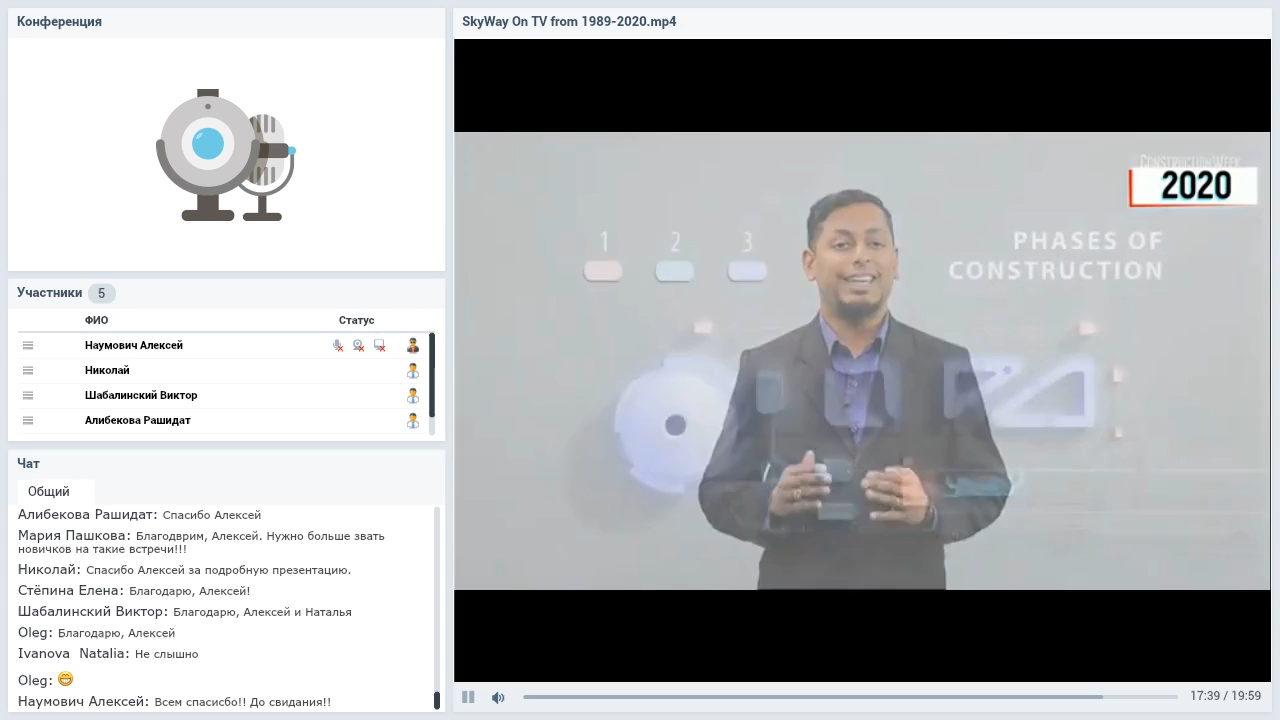 Конференция
Участники 5
ФИО Статус
Наумович Алексей
Николай
Шабалинский Виктор
Алибекова Рашидат
Чат
Общий
Алибекова Рашидат: Спасибо Алексей
Мария Пашкова: Благодврим, Алексей. Нужно больше звать
новичков на такие встречи!!!
Николай: Спасибо Алексей за подробную презентацию.
Стёпина Елена: Благодарю, Алексей!
Шабалинский Виктор: Благодарю, Алексей и Наталья
Oleg: Благодарю, Алексей
Ivanova Natalia: Не слышно
Oleg:
Наумович Алексей: Всем спасисбо!! До свидания!!
SkyWay On TV from 1989-2020.mp4
CONSTRUCTION WEEK
2020
1 2 3
PHASES OF
CONSTRUCTION
17:39 / 19:59